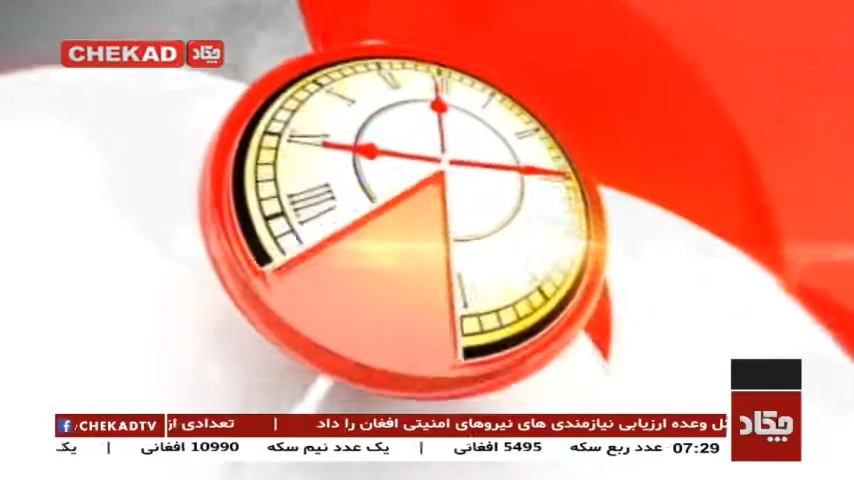 CHEKAD چکاد
وعده ارزیابی نیازمندی های نیروهای امنیتی افغان را داد | تعدادی از
/CHEKADTV
چکاد
07:29 عدد ربع سکه 5495 افغانی | یک عدد نیم سکه 10990 افغانی | یک